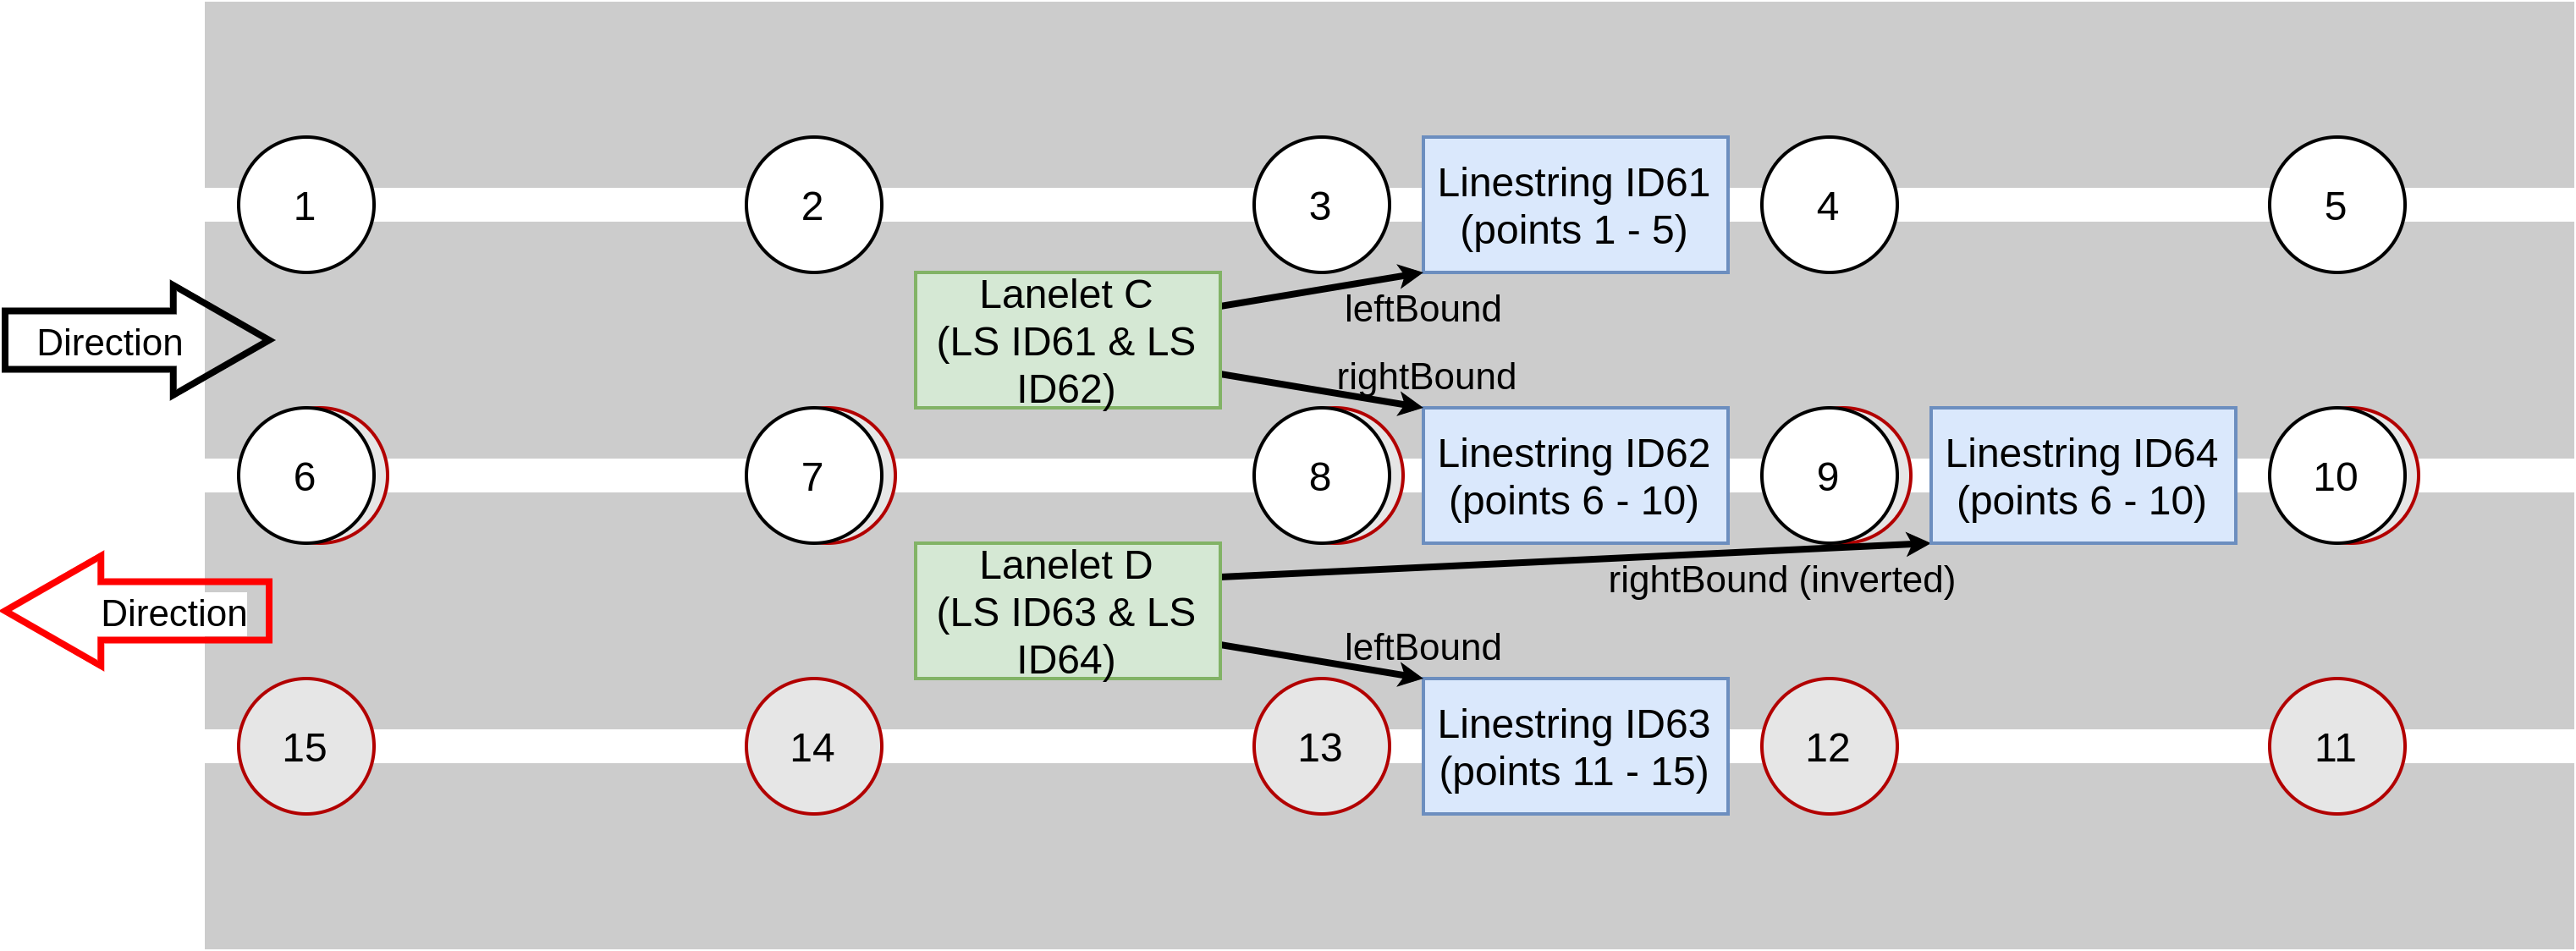 1
2
3
Linestring ID61
(points 1 - 5)
4
5
Direction
Lanelet C
(LS ID61 & LS
ID62)
leftBound
rightBound
6
7
8
Linestring ID62
(points 6 - 10)
9
Linestring ID64
(points 6 - 10)
10
Direction
Lanelet D
(LS ID63 & LS
ID64)
rightBound (inverted)
leftBound
15
14
13
Linestring ID63
(points 11 - 15)
12
11